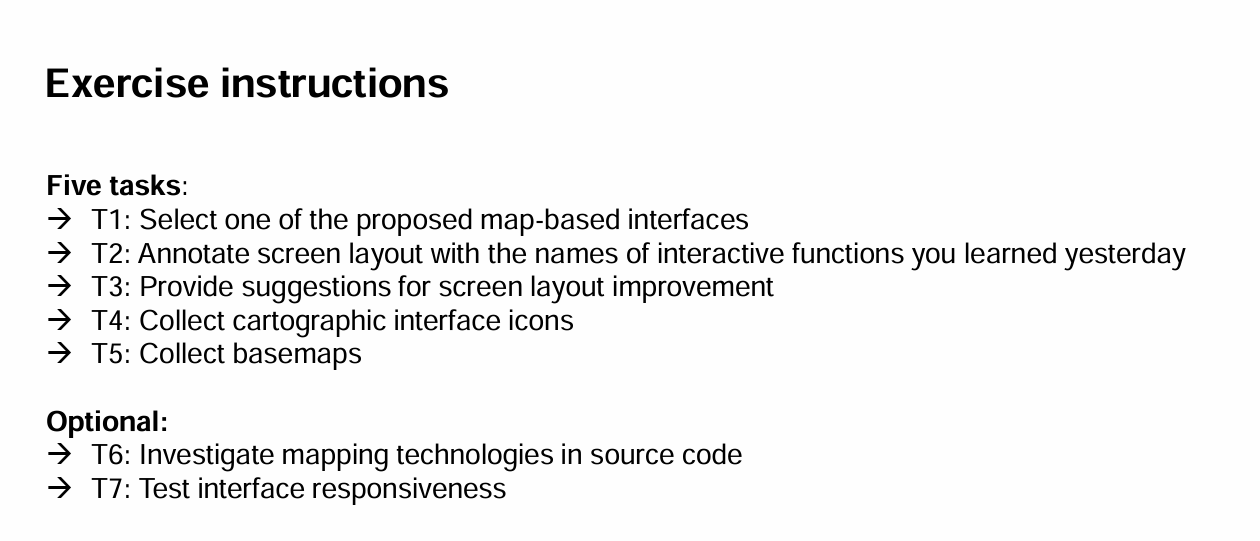 Exercise instructions
Five tasks:
→ T1: Select one of the proposed map-based interfaces
→ T2: Annotate screen layout with the names of interactive functions you learned yesterday
→ T3: Provide suggestions for screen layout improvement
→ T4: Collect cartographic interface icons
→ T5: Collect basemaps
Optional:
→ T6: Investigate mapping technologies in source code
→ T7: Test interface responsiveness